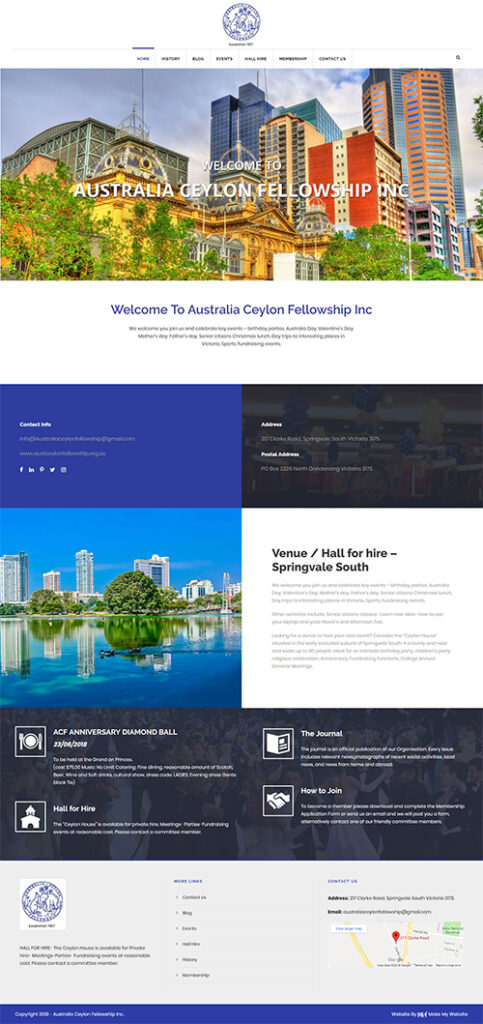 Established 1957
HOME HISTORY BLOG EVENTS HALL HIRE MEMBERSHIP CONTACT US
WELCOME TO
AUSTRALIA CEYLON FELLOWSHIP INC
Welcome To Australia Ceylon Fellowship Inc
We welcome you join us and celebrate key events – birthday parties, Australia Day, Valentine's Day,
Mother's day, Father's day, Senior citizens Christmas lunch, Day trips to interesting places in
Victoria, Sports, fundraising events.
Contact Info
info@Australiaceylonfellowship@gmail.com
www.austceylonfellowship.org.au
Address
217 Clarke Road, Springvale South Victoria 3175.
Postal Address
PO Box 2229 North Dandenong Victoria 3175
Venue / Hall for hire –
Springvale South
We welcome you join us and celebrate key events – birthday parties, Australia
Day, Valentine's Day, Mother's day, Father's day, Senior citizens Christmas lunch,
Day trips to interesting places in Victoria, Sports, fundraising events.
Other activities include, Senior citizens classes- Learn new skills- how to use
your laptop and ipad, Movie's and Afternoon Tea.
Looking for a venue to hold your next event? Consider the "Ceylon House"
situated in the leafy secluded suburb of Springvale South. It is lovely and neat
and seats up to 90 people. Ideal for an intimate birthday party, children's party,
religious celebration, Anniversary, Fundraising functions, College Annual
General Meetings.
ACF ANNIVERSARY DIAMOND BALL
23/06/2018
To be held at the Grand on Princes.
(cost $75.00 Music: No Limit Catering: Fine dining, reasonable amount of Scotch,
Beer, Wine and Soft drinks, cultural show, dress code: LADIES: Evening dress Gents:
black Tie)
The Journal
The journal is an official publication of our Organisation. Every issue
includes relevant news,photographs of recent social activities, local
news, and news from home and abroad.
Hall for Hire
The "Ceylon House" is available for private hire. Meetings- Parties- Fundraising
events at reasonable cost. Please contact a committee member.
How to Join
To become a member please download and complete the Membership
Application Form or send us an email and we will post you a form,
alternatively contact one of our friendly committee members.
Established 1957
HALL FOR HIRE- The Ceylon House is available for Private
hire- Meetings-Parties- Fundraising events at reasonable
cost, Please contact a committee member.
MORE LINKS
Contact Us
Blog
Events
Hall Hire
History
Membership
CONTACT US
Address: 217 Clarke Road, Springvale South Victoria 3175.
Email: australiaceylonfellowship@gmail.com
View larger map
217 Clarke Road
Google
Terms of Use Report a map error
Copyright 2018 - Australia Ceylon Fellowship Inc.
Website By Make My Website